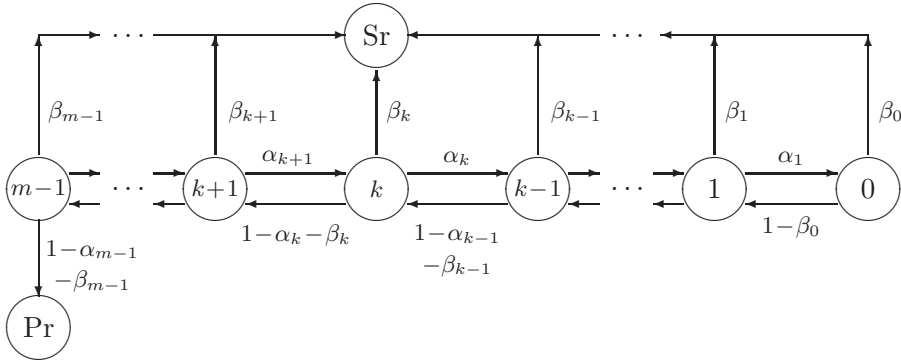 ··· Sr ···
β_{m−1} β_{k+1} β_k β_{k-1} β_1 β_0
α_{k+1} α_k α_1
m−1 ··· k+1 k k-1 ··· 1 0
1−α_k−β_k 1−α_{k−1} 1−β_0
−β_{k−1}
1−α_{m−1}
−β_{m−1}
Pr